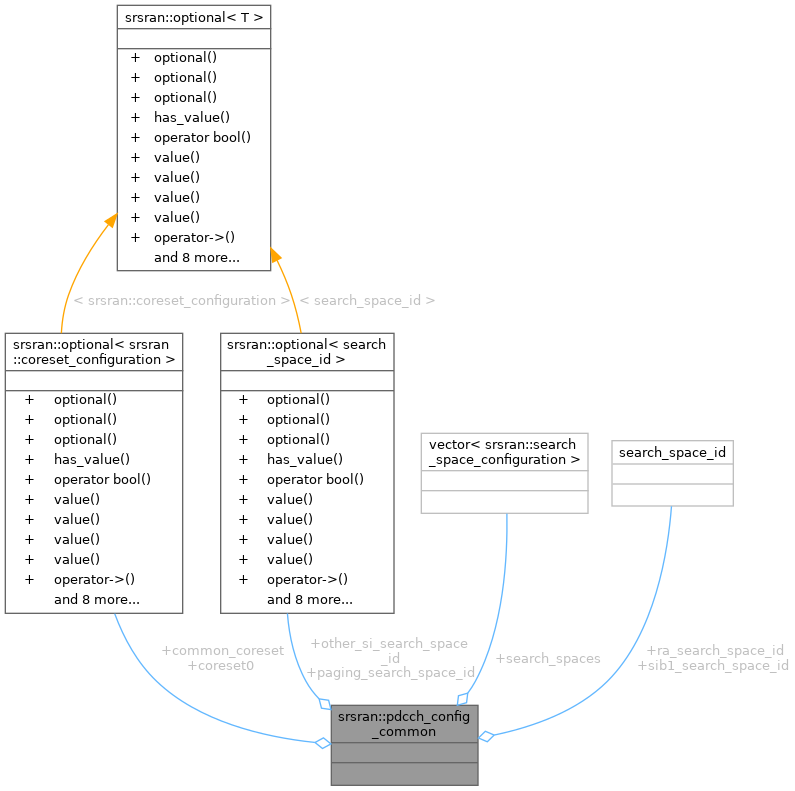 srsran::optional< T >
+ optional()
+ optional()
+ optional()
+ has_value()
+ operator bool()
+ value()
+ value()
+ value()
+ value()
+ operator->()
and 8 more...
< srsran::coreset_configuration >
< search_space_id >
srsran::optional< srsran
::coreset_configuration >
+ optional()
+ optional()
+ optional()
+ has_value()
+ operator bool()
+ value()
+ value()
+ value()
+ value()
+ operator->()
and 8 more...
srsran::optional< search
_space_id >
+ optional()
+ optional()
+ optional()
+ has_value()
+ operator bool()
+ value()
+ value()
+ value()
+ value()
+ operator->()
and 8 more...
vector< srsran::search
_space_configuration >
search_space_id
+common_coreset
+coreset0
+other_si_search_space
_id
+paging_search_space_id
+search_spaces
+ra_search_space_id
+sib1_search_space_id
srsran::pdcch_config
_common